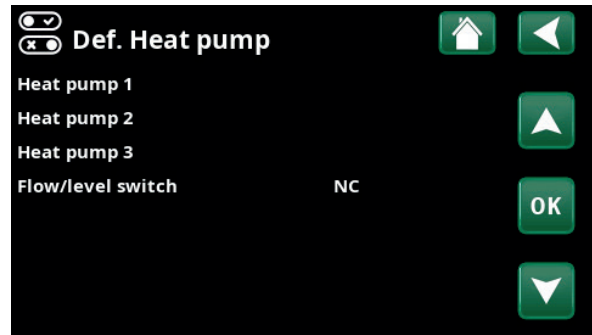 Def. Heat pump
Heat pump 1
Heat pump 2
Heat pump 3
Flow/level switch NC
OK